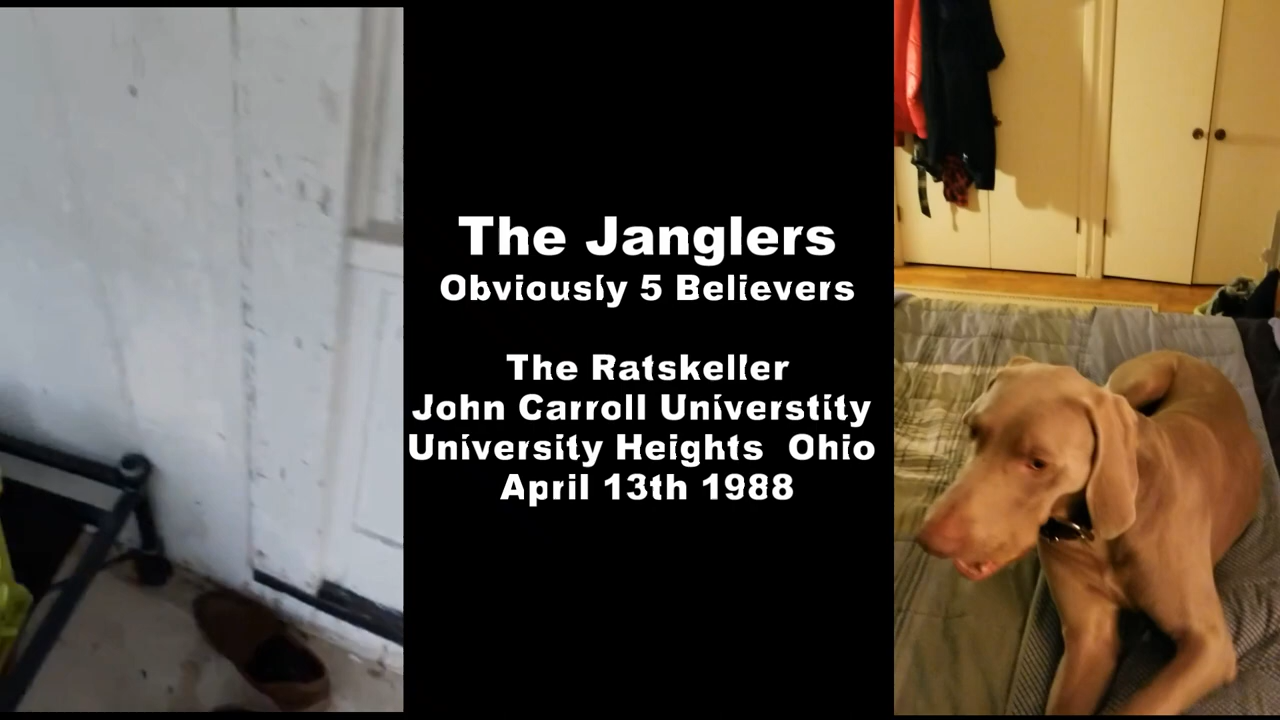 The Janglers
Obviously 5 Believers
The Ratskeller
John Carroll Universtity
University Heights  Ohio
April 13th 1988